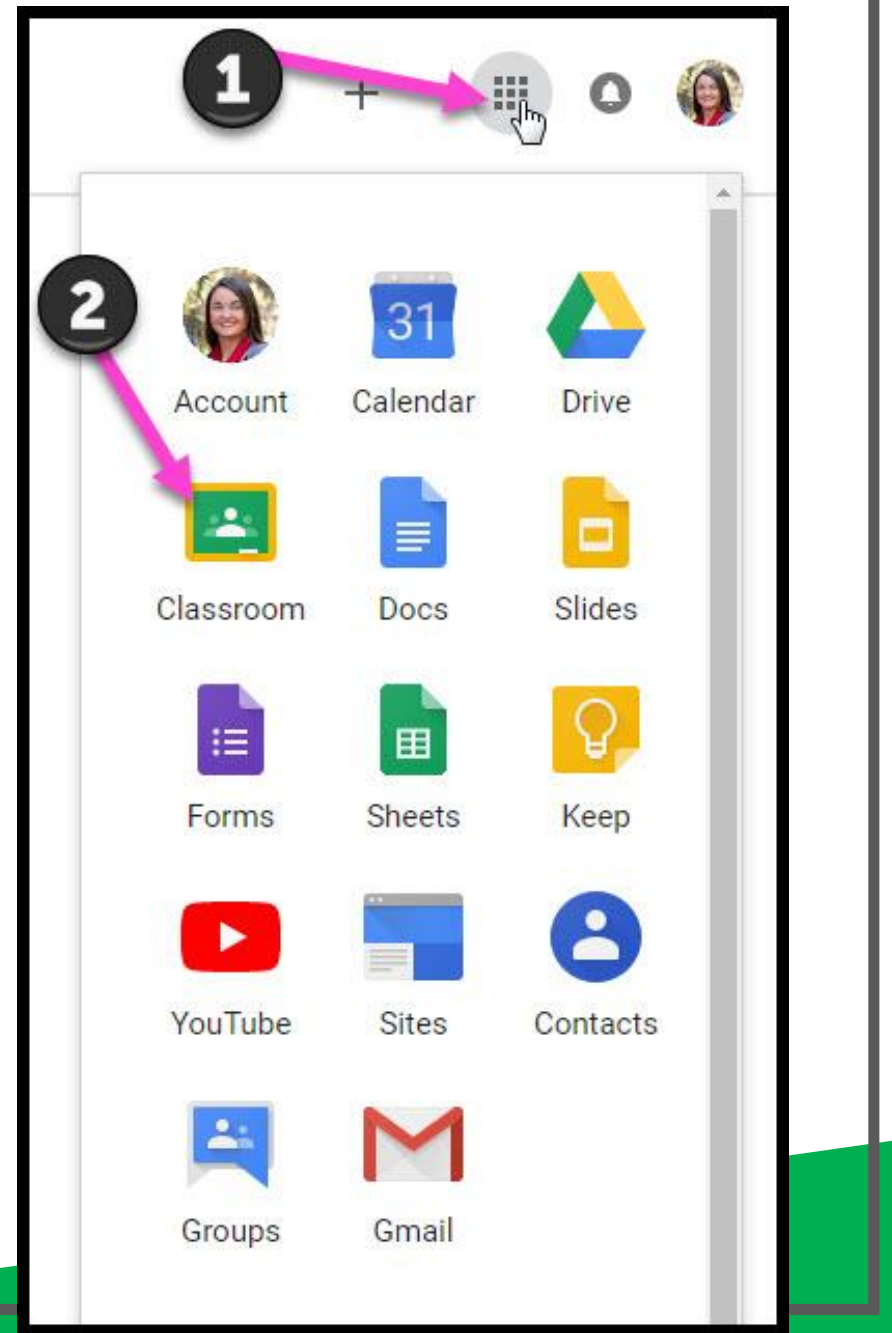 1
2
31
Account Calendar Drive
Classroom Docs Slides
Forms Sheets Keep
YouTube Sites Contacts
Groups Gmail